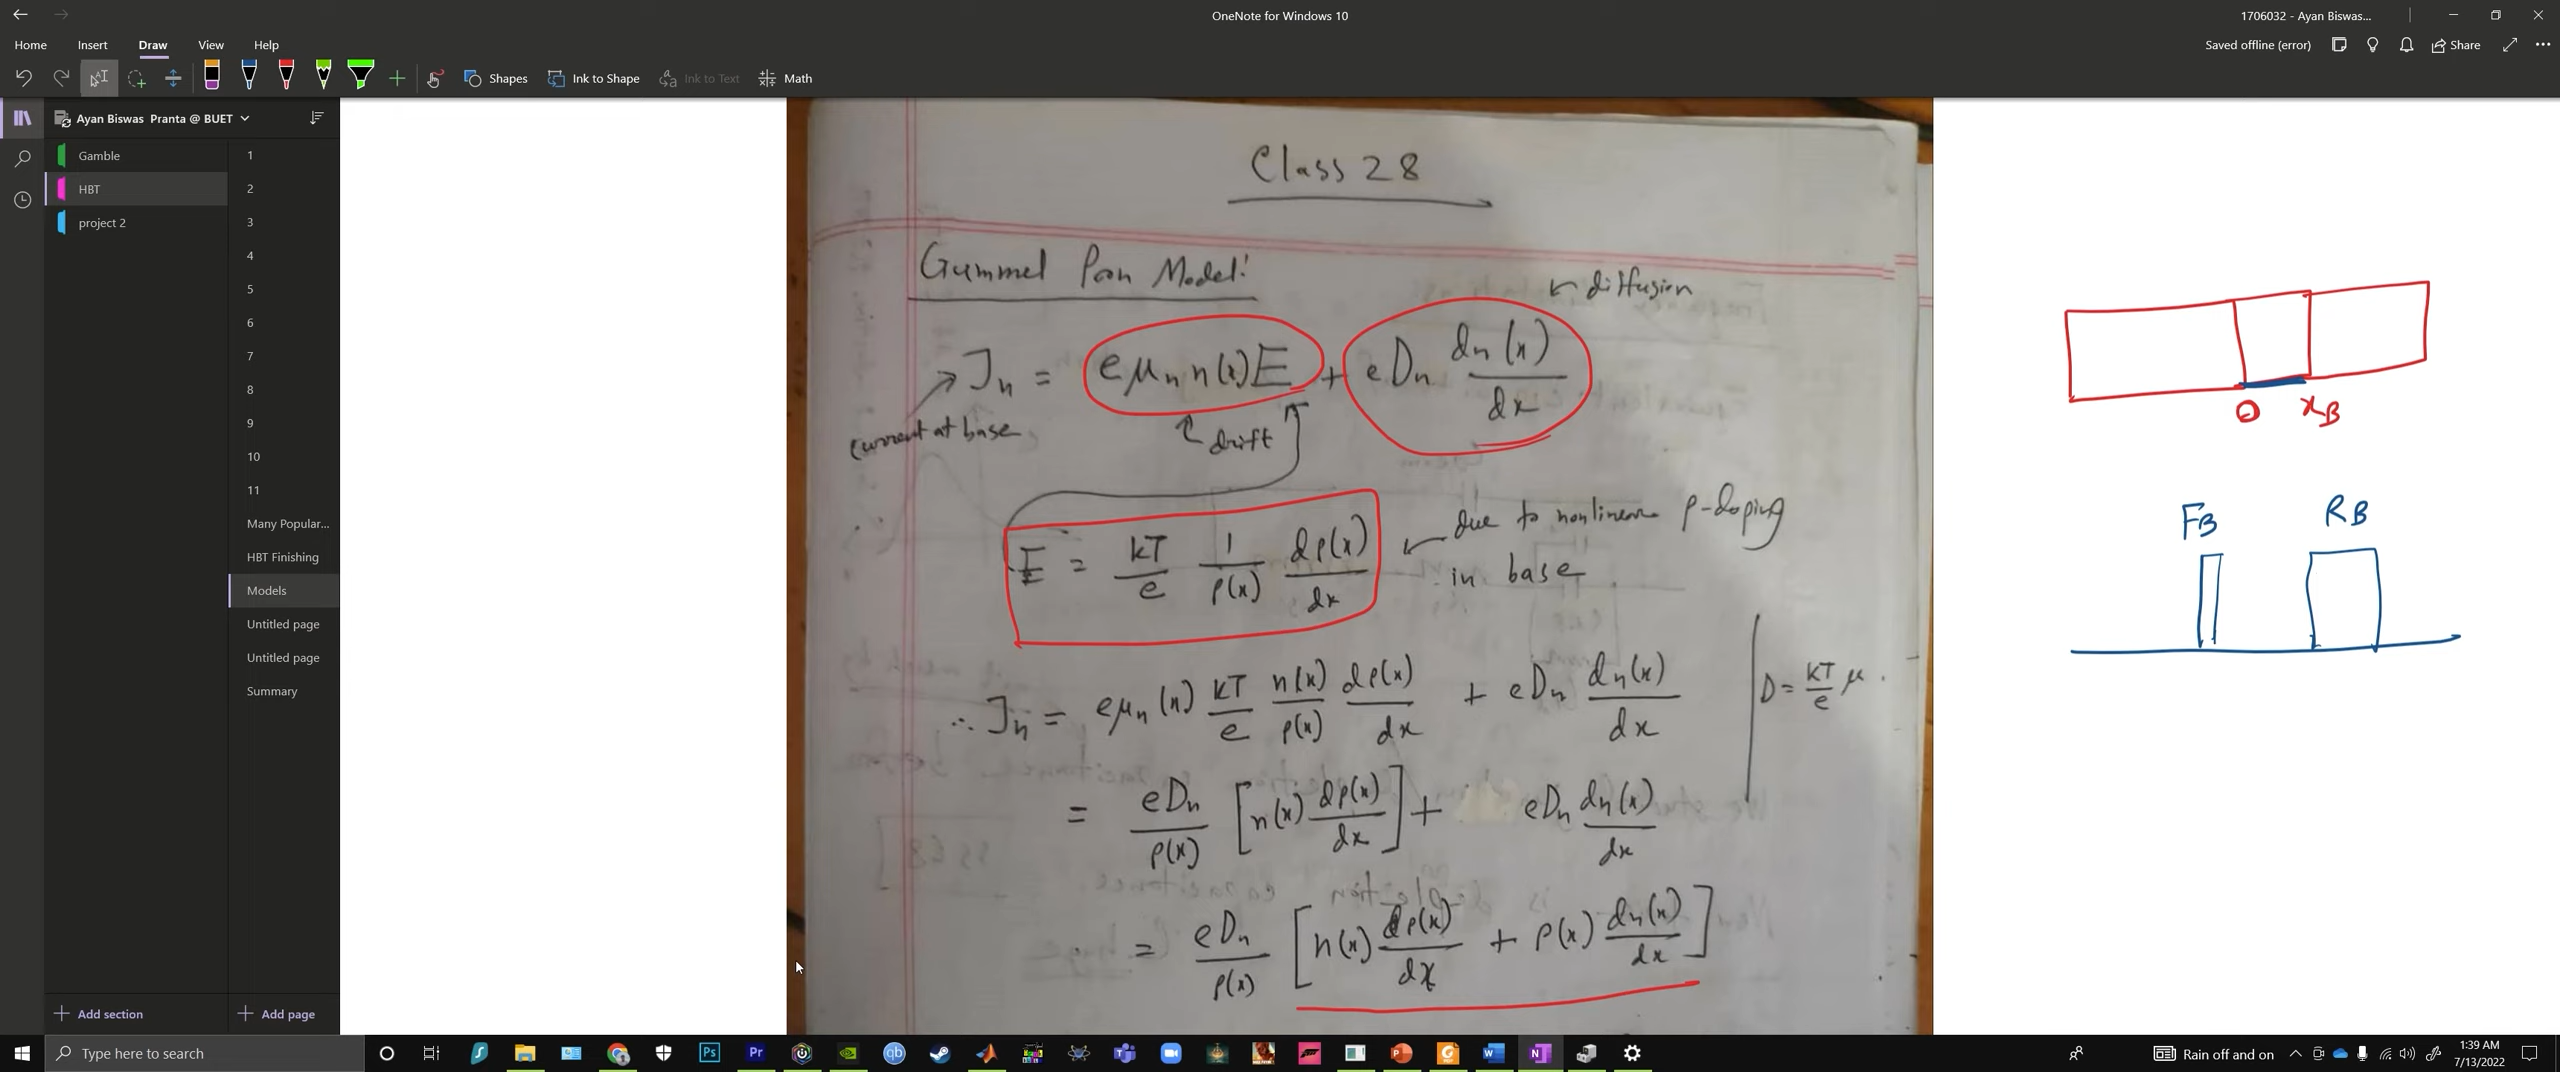 OneNote for Windows 10
1706032 - Ayan Biswas...
Home Insert Draw View Help
Saved offline (error) Share
Shapes Ink to Shape Ink to Text Math
Ayan Biswas Pranta @ BUET
Gamble
HBT
project 2
1
2
3
4
5
6
7
8
9
10
11
Many Popular...
HBT Finishing
Models
Untitled page
Untitled page
Summary
Add section
Add page
Class 28
Gummel Poon Model:
diffusion
Jn = eμn n(x)E + eDn dn(x)/dx
current at base
drift
E = kT/e 1/p(x) dp(x)/dx
due to nonlinear p-doping
in base
∴ Jn = eμn (x) kT/e n(x)/p(x) dp(x)/dx + eDn dn(x)/dx
D = kT/e μ.
= eDn/p(x) [n(x) dp(x)/dx] + eDn dn(x)/dx
= eDn/p(x) [n(x) dp(x)/dx + p(x) dn(x)/dx]
0 xB
FB RB
Type here to search
Ps Pr qb
Rain off and on
1:39 AM
7/13/2022